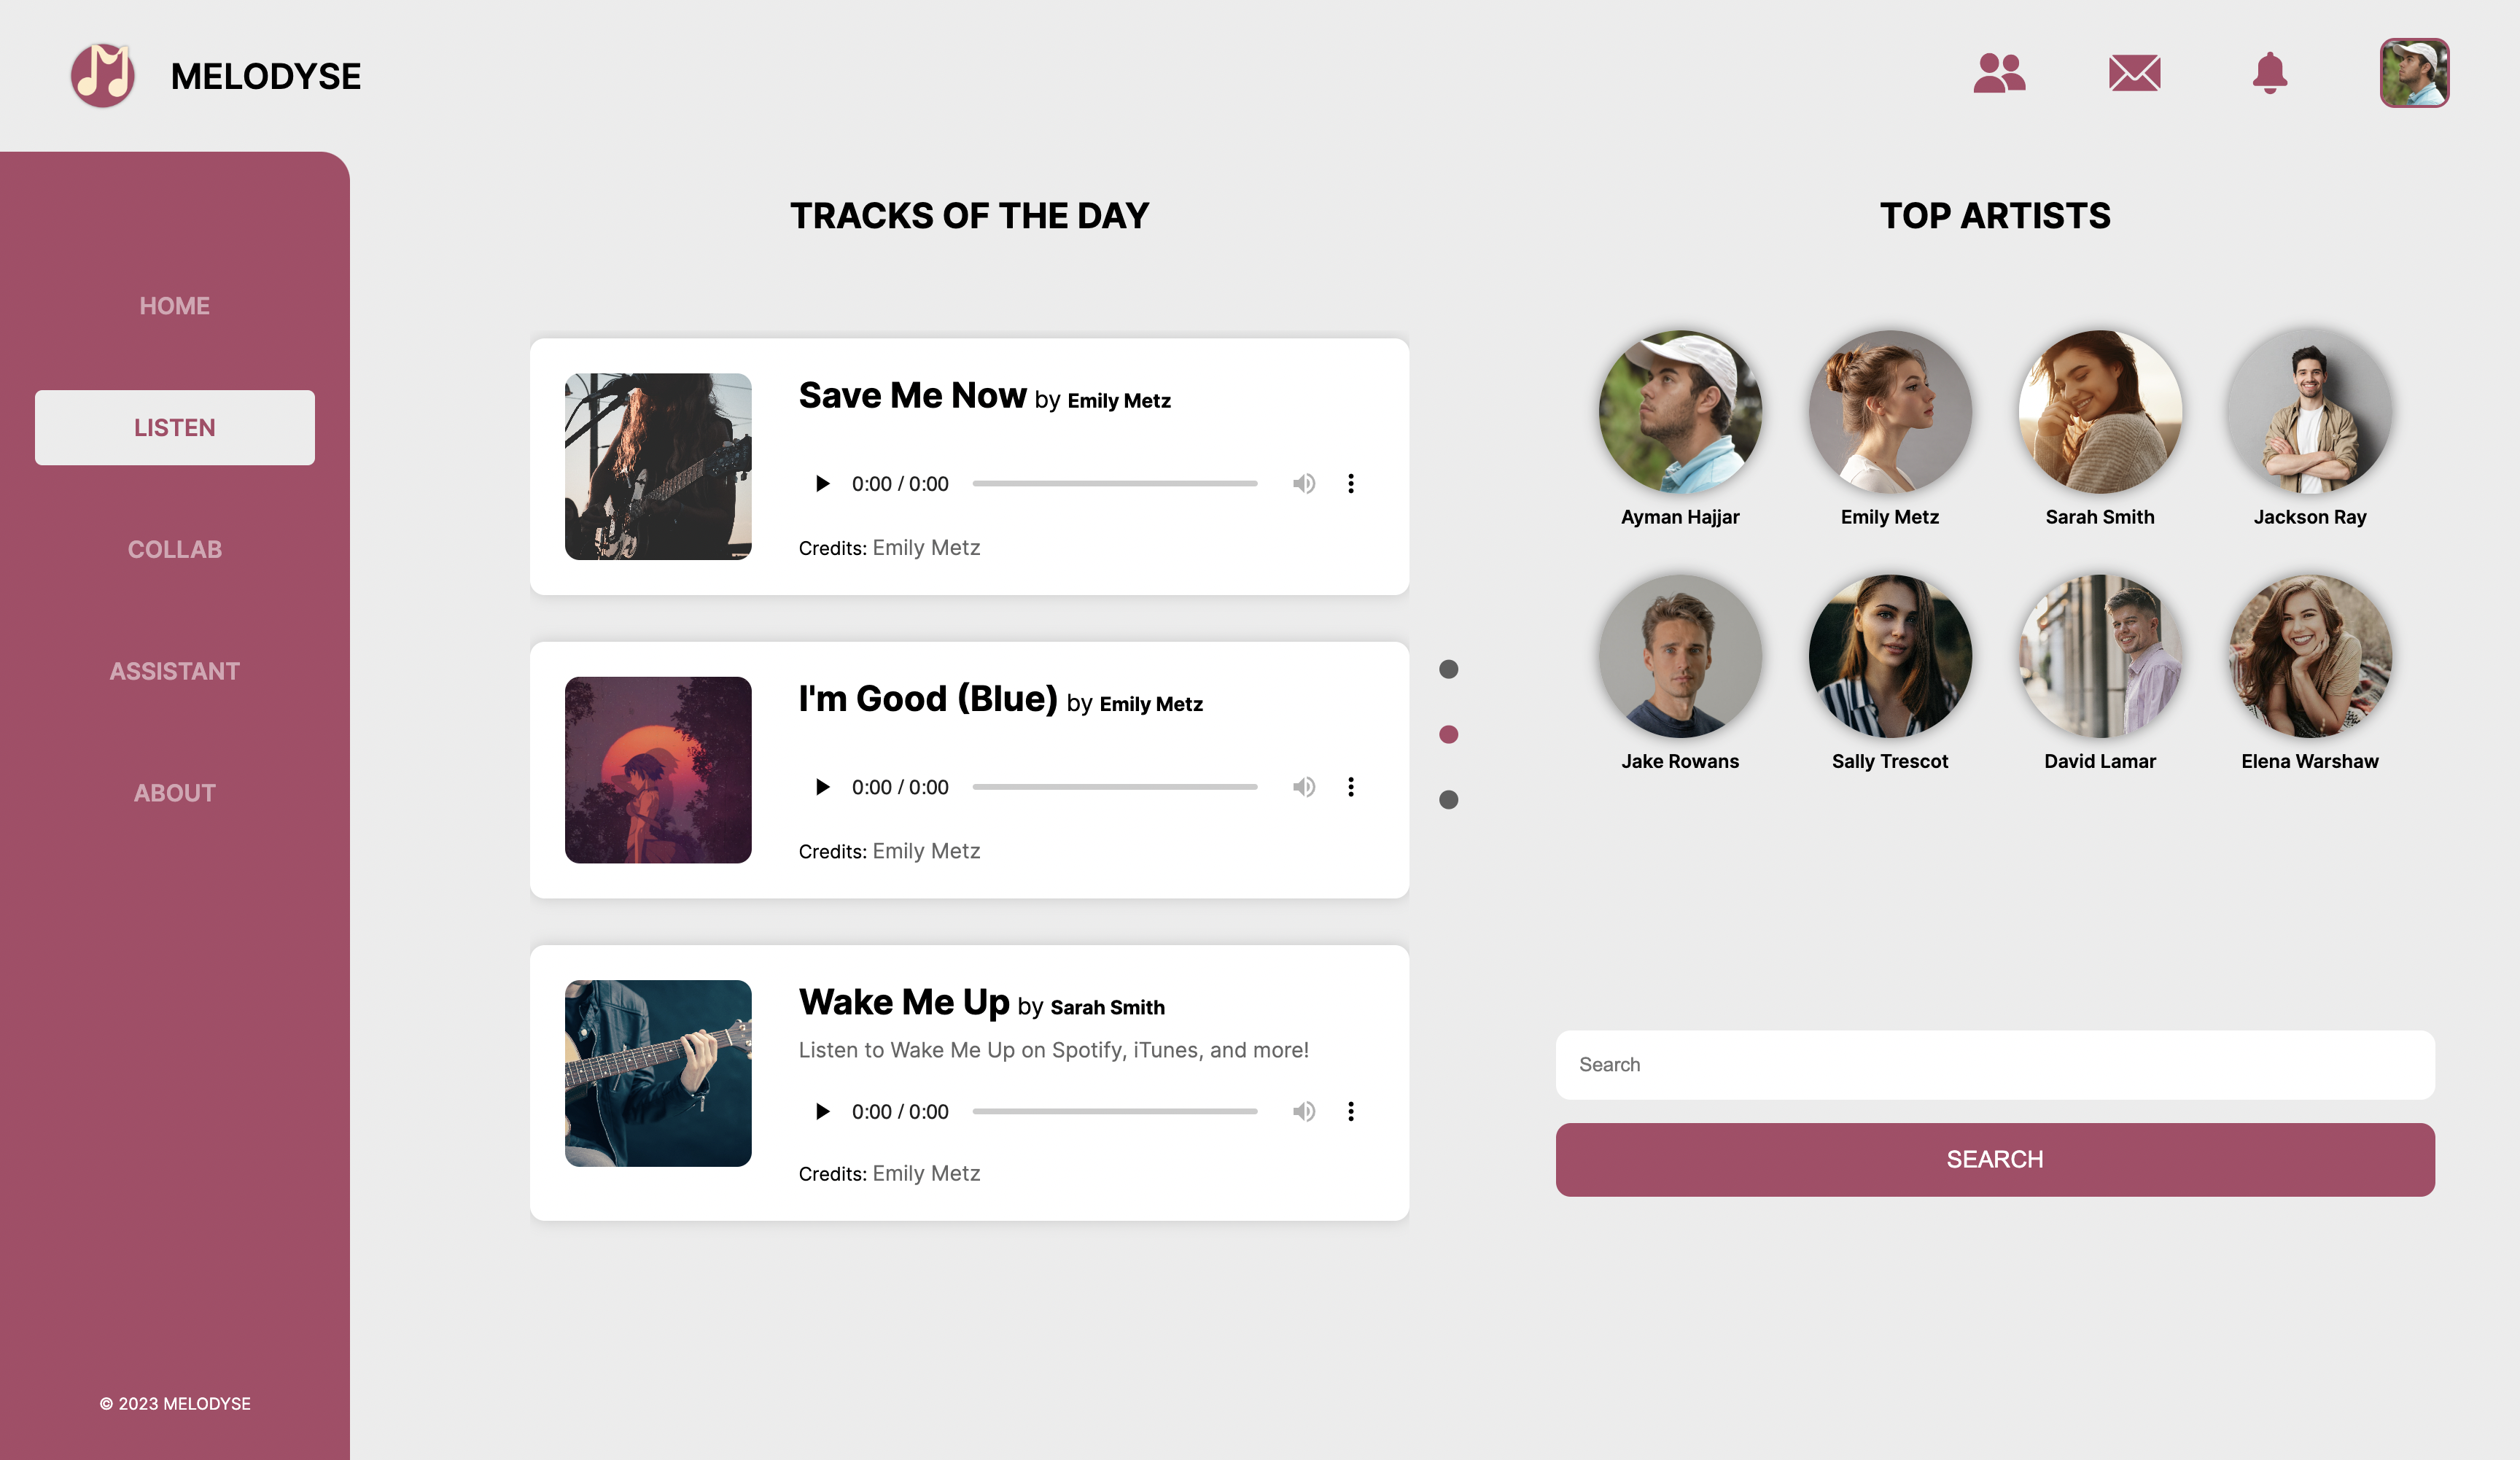 MELODYSE
HOME
LISTEN
COLLAB
ASSISTANT
ABOUT
© 2023 MELODYSE
TRACKS OF THE DAY
Save Me Now by Emily Metz
0:00 / 0:00
Credits: Emily Metz
I'm Good (Blue) by Emily Metz
0:00 / 0:00
Credits: Emily Metz
Wake Me Up by Sarah Smith
Listen to Wake Me Up on Spotify, iTunes, and more!
0:00 / 0:00
Credits: Emily Metz
TOP ARTISTS
Ayman Hajjar
Emily Metz
Sarah Smith
Jackson Ray
Jake Rowans
Sally Trescot
David Lamar
Elena Warshaw
Search
SEARCH